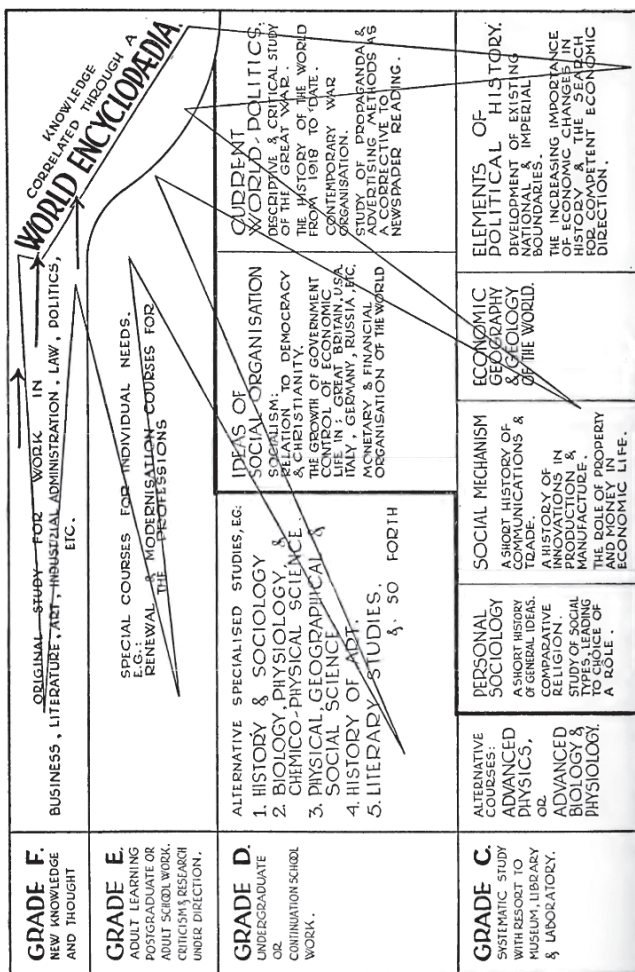 GRADE F.
NEW KNOWLEDGE
AND THOUGHT
ORIGINAL STUDY FOR WORK IN
BUSINESS, LITERATURE, ART, INDUSTRIAL ADMINISTRATION, LAW, POLITICS,
ETC.
KNOWLEDGE
CORRELATED THROUGH A
WORLD ENCYCLOPÆDIA.
GRADE E.
ADULT LEARNING
POSTGRADUATE OR
ADULT SCHOOL WORK.
CRITICISM & RESEARCH
UNDER DIRECTION.
SPECIAL COURSES FOR INDIVIDUAL NEEDS.
E.G.:
RENEWAL & MODERNISATION COURSES FOR
THE PROFESSIONS
GRADE D.
UNDERGRADUATE
OR
CONTINUATION SCHOOL
WORK.
ALTERNATIVE SPECIALISED STUDIES, EG:
1. HISTORY & SOCIOLOGY
2. BIOLOGY, PHYSIOLOGY, &
CHEMICO-PHYSICAL SCIENCE.
3. PHYSICAL GEOGRAPHICAL &
SOCIAL SCIENCE
4. HISTORY OF ART.
5. LITERARY STUDIES,
& SO FORTH
IDEAS OF
SOCIAL ORGANISATION
SOCIALISM:
RELATION TO DEMOCRACY
& CHRISTIANITY.
THE GROWTH OF GOVERNMENT
CONTROL OF ECONOMIC
LIFE IN: GREAT BRITAIN, USA.
ITALY, GERMANY, RUSSIA, ETC.
MONETARY & FINANCIAL
ORGANISATION OF THE WORLD
CURRENT
WORLD-POLITICS:
DESCRIPTIVE & CRITICAL STUDY
OF THE GREAT WAR.
THE HISTORY OF THE WORLD
FROM 1918 TO DATE.
CONTEMPORARY WAR
ORGANISATION.
STUDY OF PROPAGANDA &
ADVERTISING METHODS AS
A CORRECTIVE TO
NEWSPAPER READING.
GRADE C.
SYSTEMATIC STUDY
WITH RESORT TO
MUSEUM, LIBRARY
& LABORATORY.
ALTERNATIVE
COURSES:
ADVANCED
PHYSICS,
OR
ADVANCED
BIOLOGY &
PHYSIOLOGY.
PERSONAL
SOCIOLOGY
A SHORT HISTORY
OF GENERAL IDEAS.
COMPARATIVE
RELIGION.
STUDY OF SOCIAL
TYPES, LEADING
TO CHOICE OF
A RÔLE.
SOCIAL MECHANISM
A SHORT HISTORY OF
COMMUNICATIONS &
TRADE.
A HISTORY OF
INNOVATIONS IN
PRODUCTION &
MANUFACTURE.
THE ROLE OF PROPERTY
AND MONEY IN
ECONOMIC LIFE.
ECONOMIC
GEOGRAPHY
& GEOLOGY
OF THE WORLD.
ELEMENTS OF
POLITICAL HISTORY.
DEVELOPMENT OF EXISTING
NATIONAL & IMPERIAL
BOUNDARIES.
THE INCREASING IMPORTANCE
OF ECONOMIC CHANGES IN
HISTORY & THE SEARCH
FOR COMPETENT ECONOMIC
DIRECTION.